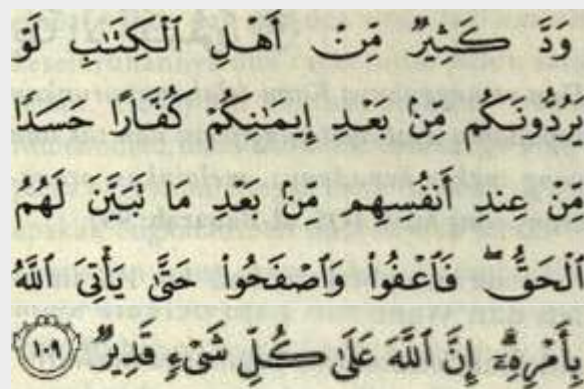 وَدَّ كَثِيرٌ مِّنْ أَهْلِ ٱلْكِتَٰبِ لَوْ
يَرُدُّونَكُم مِّنۢ بَعْدِ إِيمَٰنِكُمْ كُفَّارًا حَسَدًا
مِّنْ عِندِ أَنفُسِهِم مِّنۢ بَعْدِ مَا تَبَيَّنَ لَهُمُ
ٱلْحَقُّ ۖ فَٱعْفُوا۟ وَٱصْفَحُوا۟ حَتَّىٰ يَأْتِىَ ٱللَّهُ
بِأَمْرِهِۦٓ ۗ إِنَّ ٱللَّهَ عَلَىٰ كُلِّ شَىْءٍ قَدِيرٌ ١٠٩